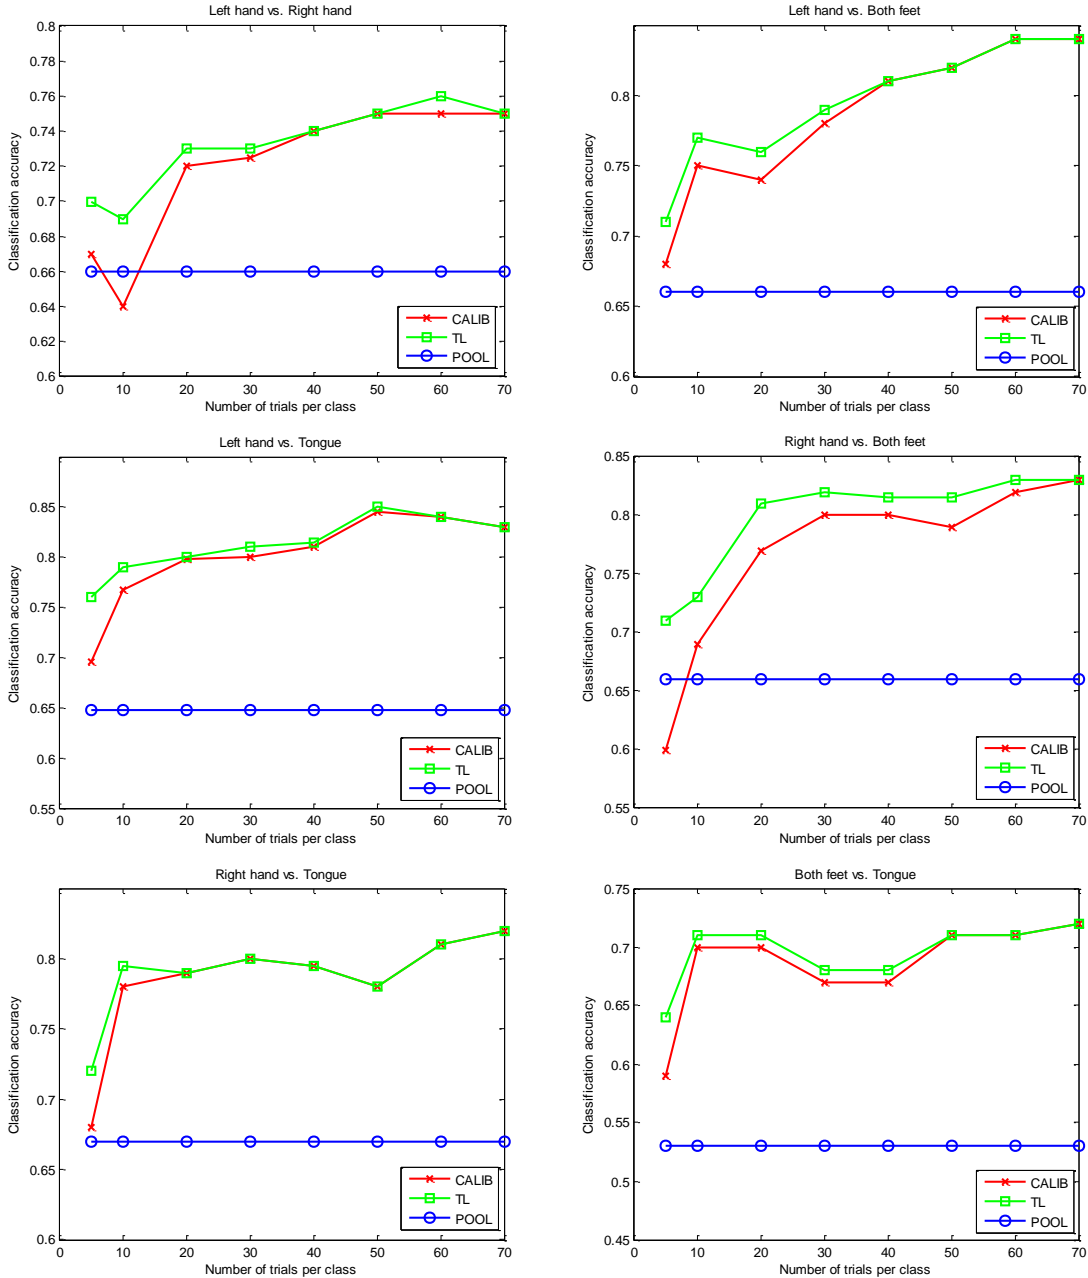 Left hand vs. Right hand
0.8
0.78
0.76
0.74
0.72
0.7
0.68
0.66
0.64
0.62
0.6
Classification accuracy
0 10 20 30 40 50 60 70
Number of trials per class
CALIB
TL
POOL
Left hand vs. Both feet
0.8
0.75
0.7
0.65
0.6
Classification accuracy
0 10 20 30 40 50 60 70
Number of trials per class
CALIB
TL
POOL
Left hand vs. Tongue
0.85
0.8
0.75
0.7
0.65
0.6
0.55
Classification accuracy
0 10 20 30 40 50 60 70
Number of trials per class
CALIB
TL
POOL
Right hand vs. Both feet
0.85
0.8
0.75
0.7
0.65
0.6
0.55
Classification accuracy
0 10 20 30 40 50 60 70
Number of trials per class
CALIB
TL
POOL
Right hand vs. Tongue
0.8
0.75
0.7
0.65
0.6
Classification accuracy
0 10 20 30 40 50 60 70
Number of trials per class
CALIB
TL
POOL
Both feet vs. Tongue
0.75
0.7
0.65
0.6
0.55
0.5
0.45
Classification accuracy
0 10 20 30 40 50 60 70
Number of trials per class
CALIB
TL
POOL